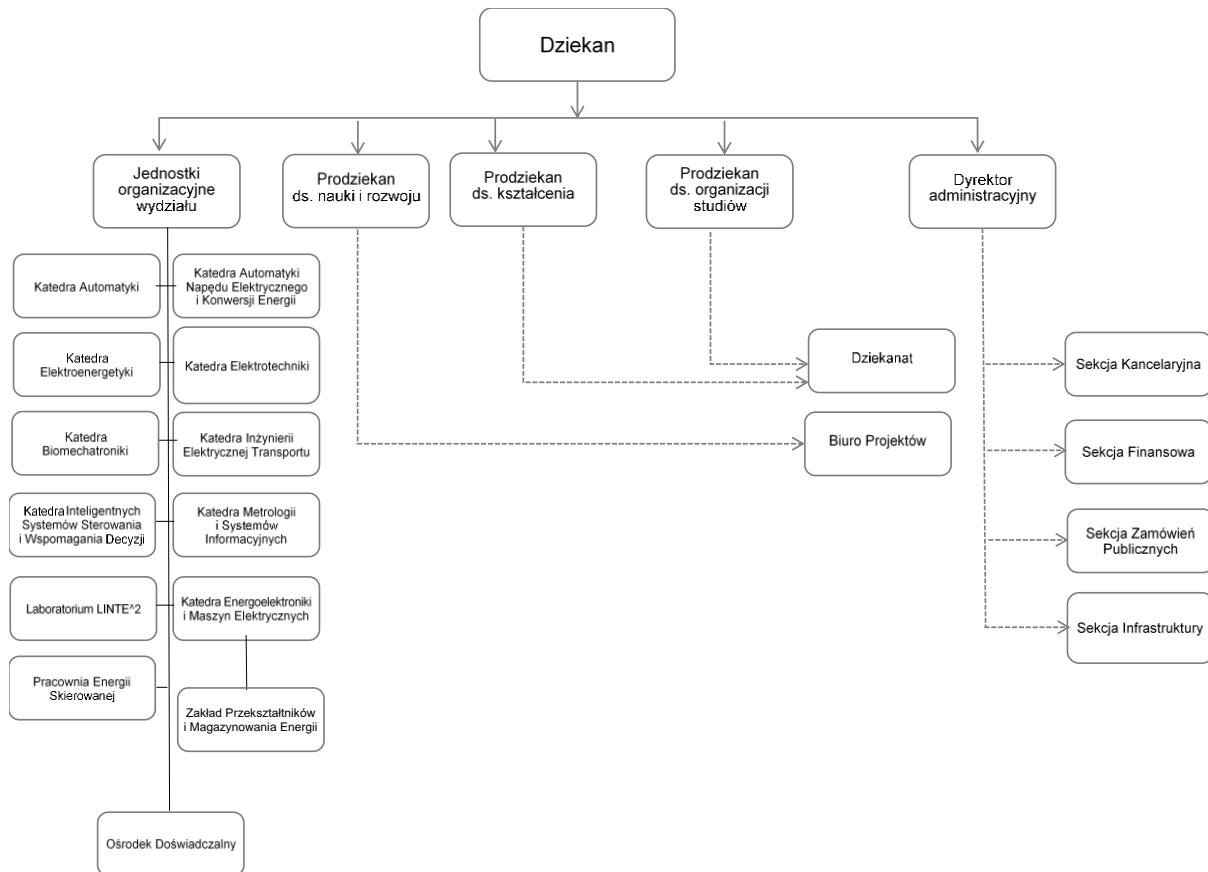 Dziekan
Jednostki
organizacyjne
wydziału
Prodziekan
ds. nauki i rozwoju
Prodziekan
ds. kształcenia
Prodziekan
ds. organizacji
studiów
Dyrektor
administracyjny
Katedra Automatyki
Katedra Automatyki
Napędu Elektrycznego
i Konwersji Energii
Katedra
Elektroenergetyki
Katedra Elektrotechniki
Katedra
Biomechatroniki
Katedra Inżynierii
Elektrycznej Transportu
Katedra Inteligentnych
Systemów Sterowania
i Wspomagania Decyzji
Katedra Metrologii
i Systemów
Informacyjnych
Laboratorium LINTE^2
Katedra Energoelektroniki
i Maszyn Elektrycznych
Pracownia Energii
Skierowanej
Zakład Przekształtników
i Magazynowania Energii
Ośrodek Doświadczalny
Dziekanat
Biuro Projektów
Sekcja Kancelaryjna
Sekcja Finansowa
Sekcja Zamówień
Publicznych
Sekcja Infrastruktury